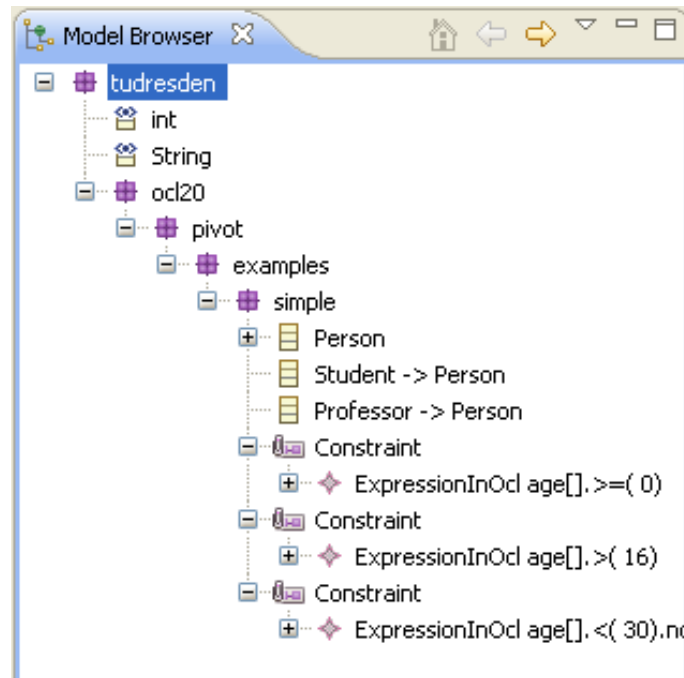 Model Browser
tudresden
int
String
ocl20
pivot
examples
simple
Person
Student -> Person
Professor -> Person
Constraint
ExpressionInOcl age[].>=( 0)
Constraint
ExpressionInOcl age[].>( 16)
Constraint
ExpressionInOcl age[].<( 30).no